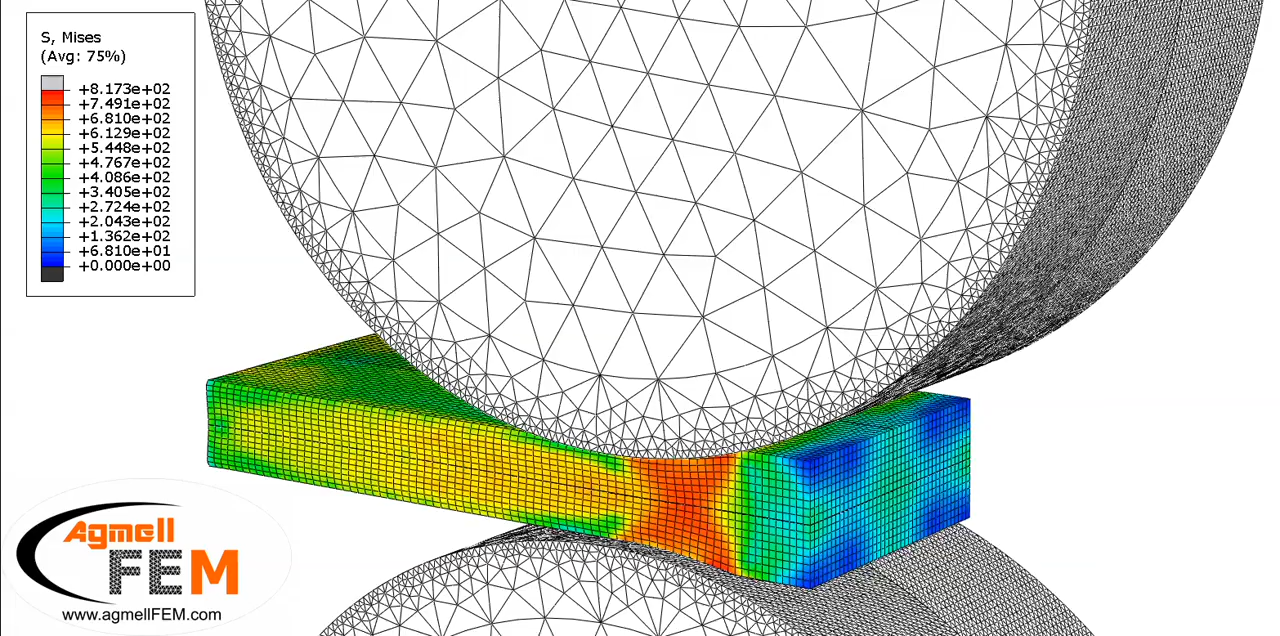 S, Mises
(Avg: 75%)
+8.173e+02
+7.491e+02
+6.810e+02
+6.129e+02
+5.448e+02
+4.767e+02
+4.086e+02
+3.405e+02
+2.724e+02
+2.043e+02
+1.362e+02
+6.810e+01
+0.000e+00
Agmell
FEM
www.agmellFEM.com